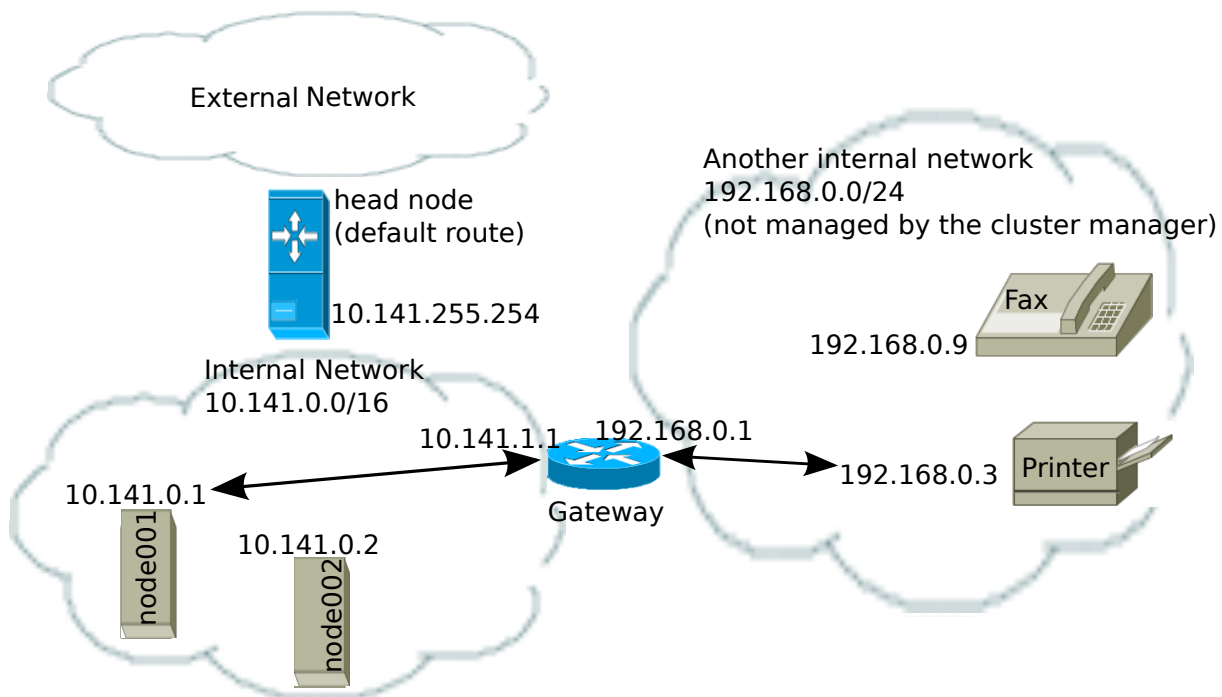 External Network
head node
(default route)
10.141.255.254
Another internal network
192.168.0.0/24
(not managed by the cluster manager)
Fax
192.168.0.9
Internal Network
10.141.0.0/16
10.141.1.1
192.168.0.1
Gateway
192.168.0.3
Printer
10.141.0.1
node001
10.141.0.2
node002